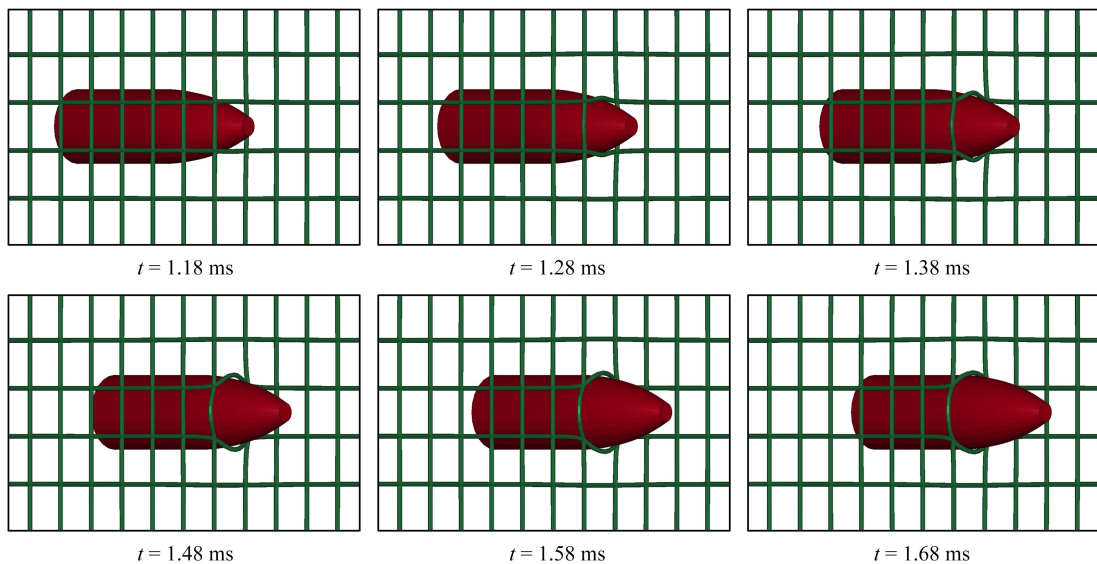 t = 1.18 ms
t = 1.28 ms
t = 1.38 ms
t = 1.48 ms
t = 1.58 ms
t = 1.68 ms